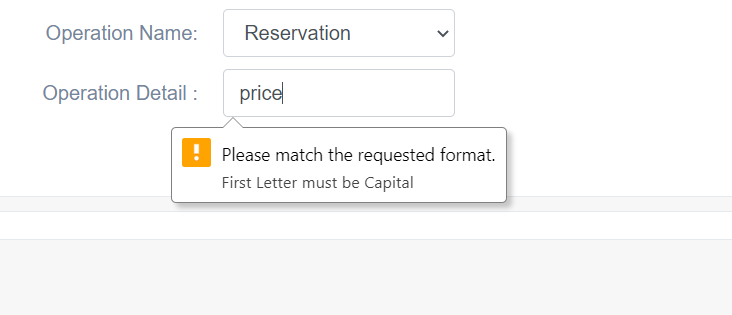 Operation Name: Reservation
Operation Detail : price
Please match the requested format.
First Letter must be Capital